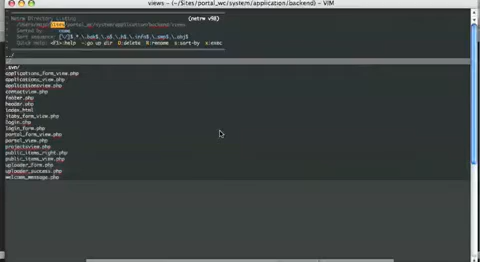 views – (~/Sites/portal_wc/system/application/backend) – VIM
Netrw Directory Listing (netrw v98)
Sorted by name
Quick Help: <F1>:help -:go up dir D:delete R:rename s:sort-by x:exec
../
.svn/
applications_form_view.php
applications_view.php
applicationsview.php
contactview.php
footer.php
header.php
index.html
login.php
login_form.php
portal_form_view.php
portal_view.php
projectsview.php
public_items_right.php
public_items_view.php
uploader_form.php
uploader_success.php
welcome_message.php